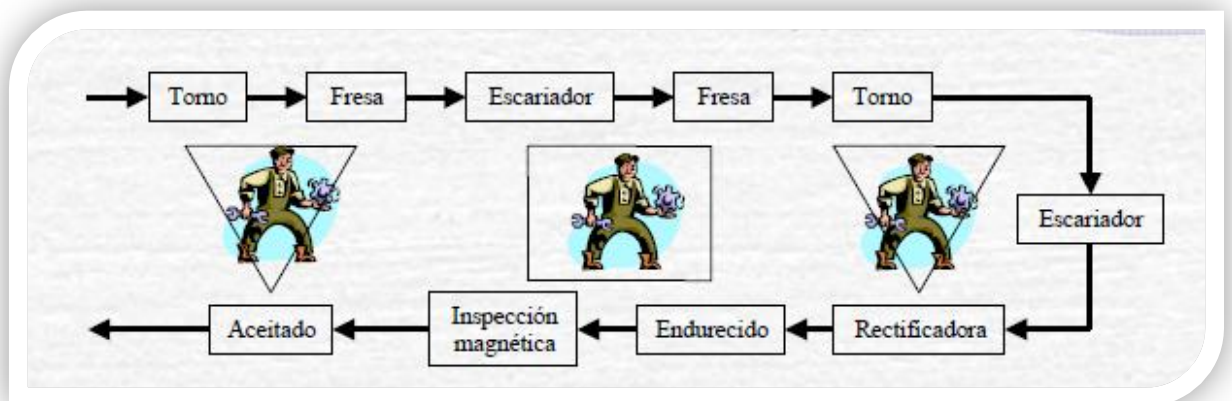 Torno
Fresa
Escariador
Fresa
Torno
Escariador
Rectificadora
Endurecido
Inspección
magnética
Aceitado